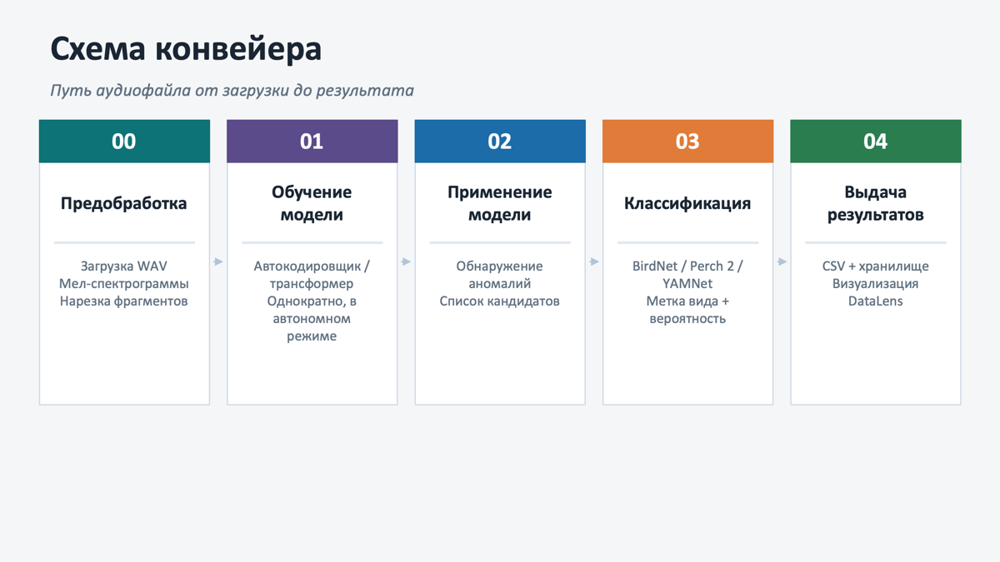 Схема конвейера
Путь аудиофайла от загрузки до результата
00
Предобработка
Загрузка WAV
Мел-спектрограммы
Нарезка фрагментов
01
Обучение
модели
Автокодировщик /
трансформер
Однократно, в
автономном
режиме
02
Применение
модели
Обнаружение
аномалий
Список кандидатов
03
Классификация
BirdNet / Perch 2 /
YAMNet
Метка вида +
вероятность
04
Выдача
результатов
CSV + хранилище
Визуализация
DataLens